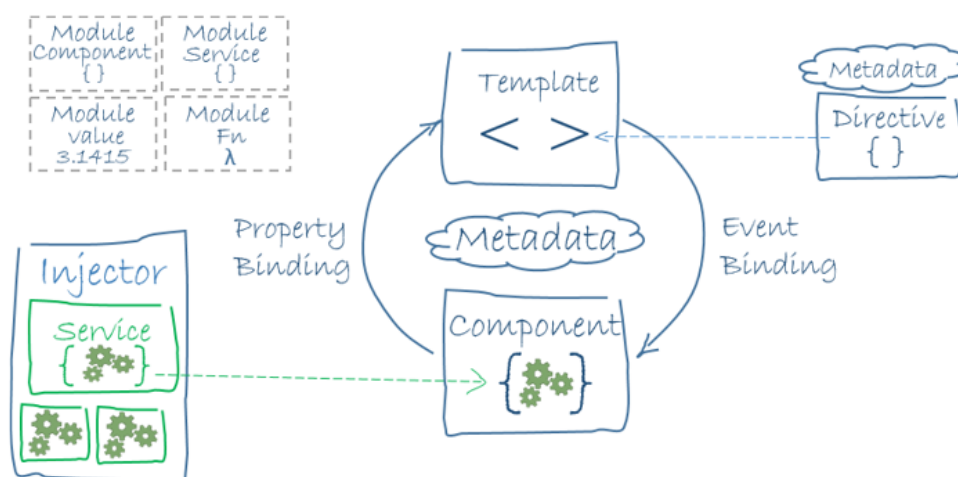 Module
Component
{ }
Module
Service
{ }
Module
value
3.1415
Module
Fn
λ
Template
< >
Metadata
Directive
{ }
Property
Binding
Metadata
Event
Binding
Injector
Service
{ }
Component
{ }